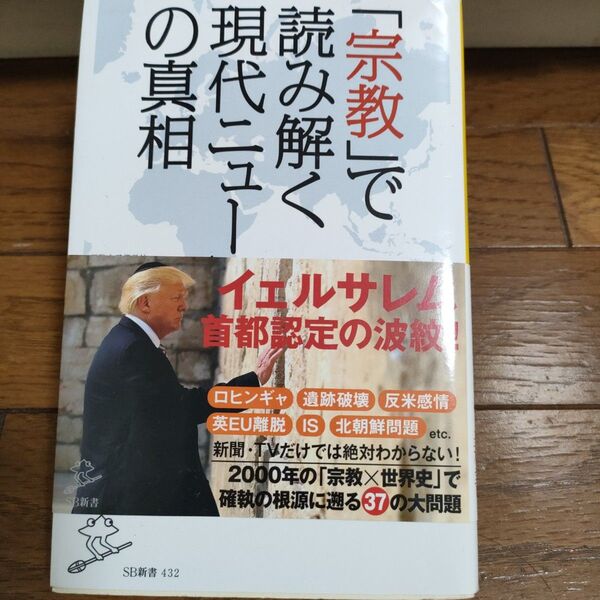 「宗教」で
読み解く
現代ニュー
の真相
イェルサレム
首都認定の波紋!
ロヒンギャ 遺跡破壊 反米感情
英EU離脱 IS 北朝鮮問題 etc.
新聞・TVだけでは絶対わからない!
2000年の「宗教×世界史」で
確執の根源に遡る37の大問題
SB新書
SB新書 432